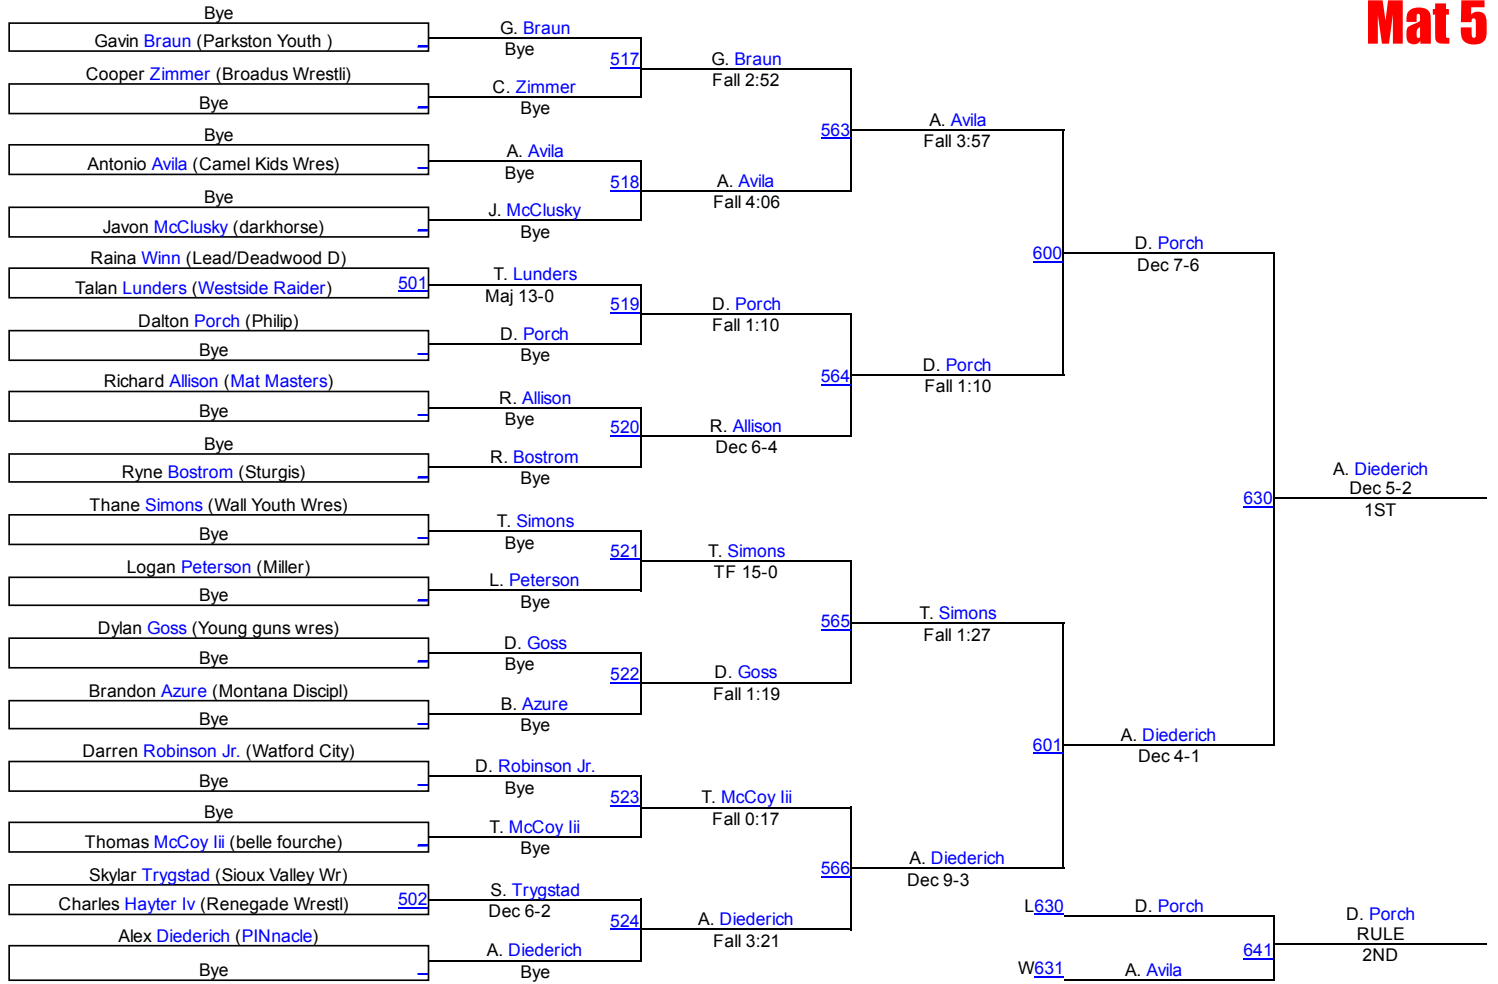 Mat 5
Bye
Gavin Braun (Parkston Youth )
Cooper Zimmer (Broadus Wrestli)
Bye
Bye
Antonio Avila (Camel Kids Wres)
Bye
Javon McClusky (darkhorse)
Raina Winn (Lead/Deadwood D)
Talan Lunders (Westside Raider)
501
Dalton Porch (Philip)
Bye
Richard Allison (Mat Masters)
Bye
Bye
Ryne Bostrom (Sturgis)
Thane Simons (Wall Youth Wres)
Bye
Logan Peterson (Miller)
Bye
Dylan Goss (Young guns wres)
Bye
Brandon Azure (Montana Discipl)
Bye
Darren Robinson Jr. (Watford City)
Bye
Bye
Thomas McCoy Iii (belle fourche)
Skylar Trygstad (Sioux Valley Wr)
Charles Hayter Iv (Renegade Wrestl)
502
Alex Diederich (PINnacle)
Bye
G. Braun
Bye
517
C. Zimmer
Bye
A. Avila
Bye
518
J. McClusky
Bye
T. Lunders
Maj 13-0
519
D. Porch
Bye
R. Allison
Bye
520
R. Bostrom
Bye
T. Simons
Bye
521
L. Peterson
Bye
D. Goss
Bye
522
B. Azure
Bye
D. Robinson Jr.
Bye
523
T. McCoy Iii
Bye
S. Trygstad
Dec 6-2
524
A. Diederich
Bye
G. Braun
Fall 2:52
563
A. Avila
Fall 4:06
D. Porch
Fall 1:10
564
R. Allison
Dec 6-4
T. Simons
TF 15-0
565
D. Goss
Fall 1:19
T. McCoy Iii
Fall 0:17
566
A. Diederich
Fall 3:21
A. Avila
Fall 3:57
600
D. Porch
Fall 1:10
T. Simons
Fall 1:27
601
A. Diederich
Dec 9-3
D. Porch
Dec 7-6
630
A. Diederich
Dec 4-1
A. Diederich
Dec 5-2
1ST
L630
D. Porch
641
W631
A. Avila
D. Porch
RULE
2ND